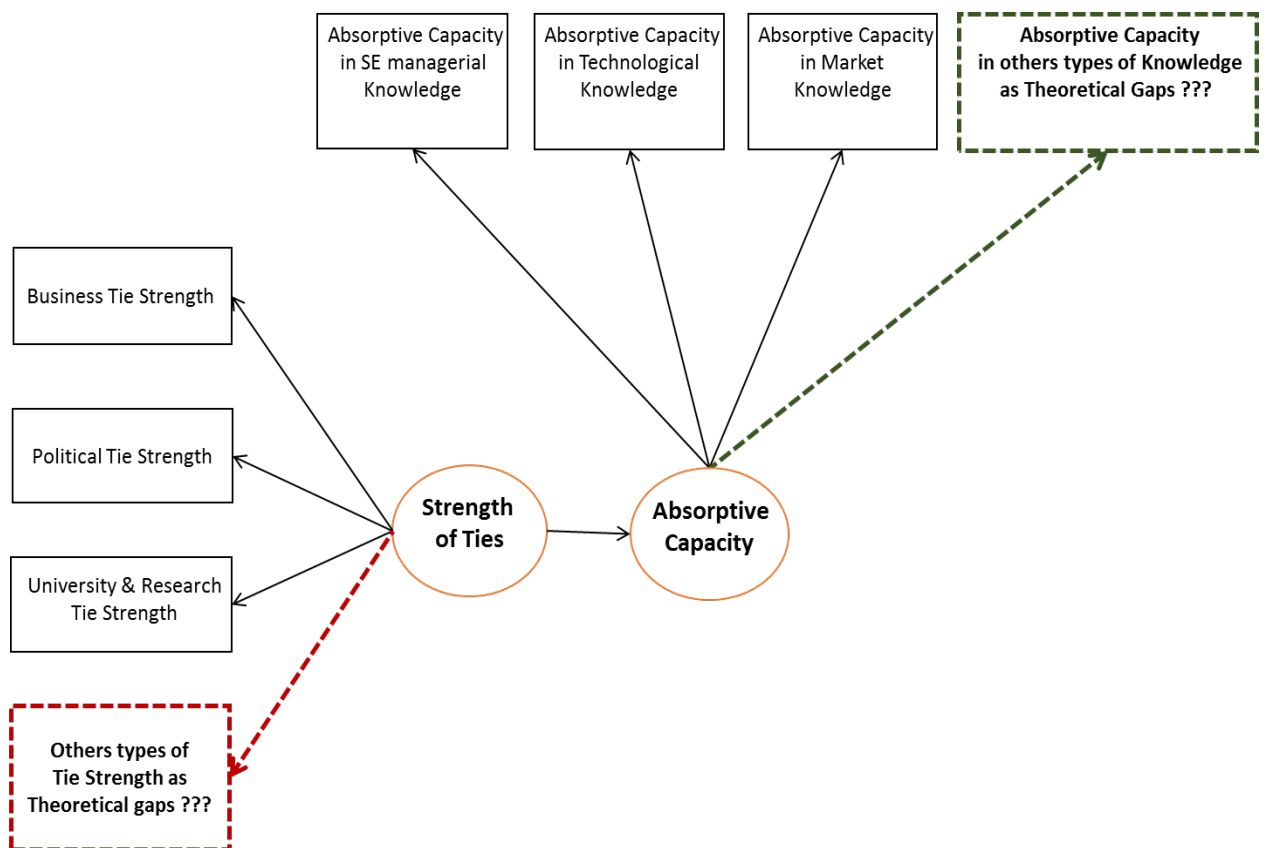 Absorptive Capacity
in SE managerial
Knowledge
Absorptive Capacity
in Technological
Knowledge
Absorptive Capacity
in Market
Knowledge
Absorptive Capacity
in others types of Knowledge
as Theoretical Gaps ???
Business Tie Strength
Political Tie Strength
University & Research
Tie Strength
Others types of
Tie Strength as
Theoretical gaps ???
Strength
of Ties
Absorptive
Capacity